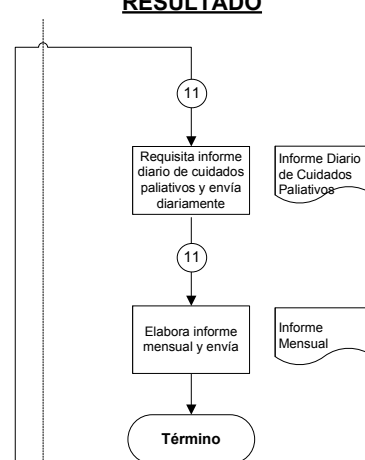 RESULTADO
11
Requisita informe
diario de cuidados
paliativos y envía
diariamente
Informe Diario
de Cuidados
Paliativos
11
Elabora informe
mensual y envía
Informe
Mensual
Término